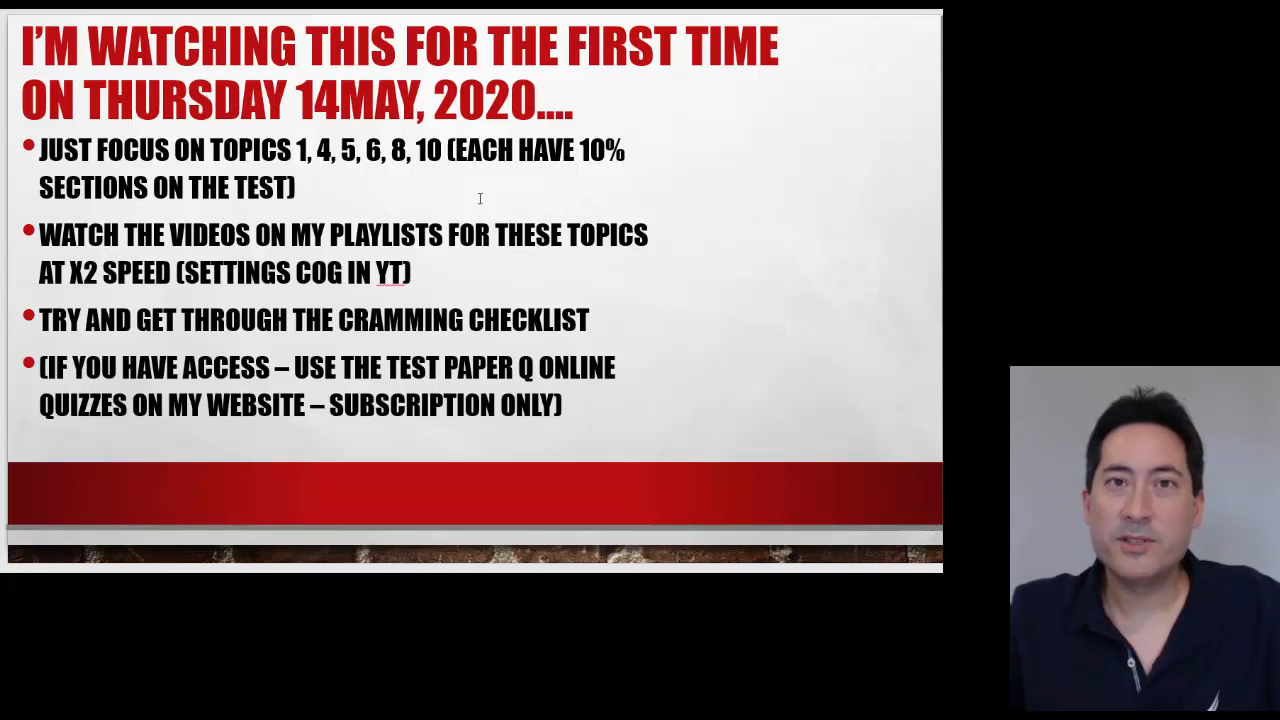 I'M WATCHING THIS FOR THE FIRST TIME
ON THURSDAY 14MAY, 2020....
• JUST FOCUS ON TOPICS 1, 4, 5, 6, 8, 10 (EACH HAVE 10%
SECTIONS ON THE TEST)
• WATCH THE VIDEOS ON MY PLAYLISTS FOR THESE TOPICS
AT X2 SPEED (SETTINGS COG IN YT)
• TRY AND GET THROUGH THE CRAMMING CHECKLIST
• (IF YOU HAVE ACCESS – USE THE TEST PAPER Q ONLINE
QUIZZES ON MY WEBSITE – SUBSCRIPTION ONLY)